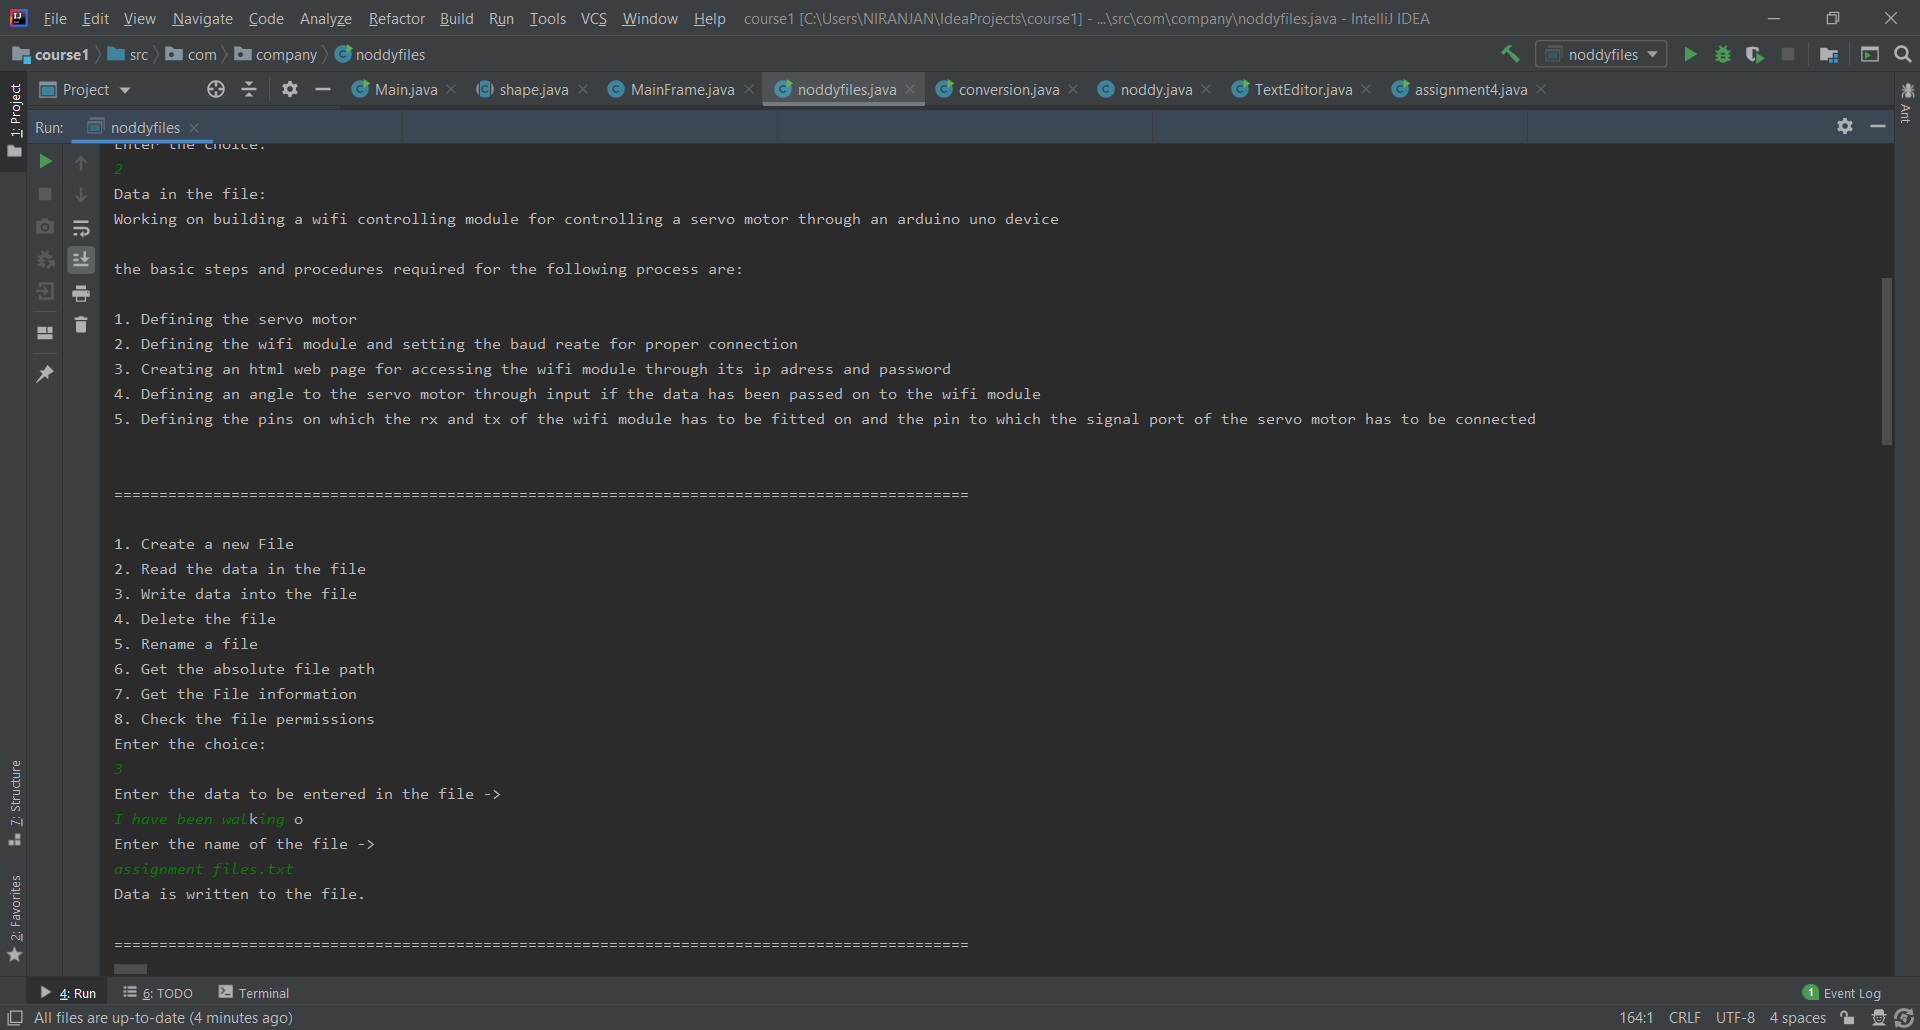 File Edit View Navigate Code Analyze Refactor Build Run Tools VCS Window Help course1 [C:\Users\NIRANJAN\IdeaProjects\course1] - ...\src\com\company\noddyfiles.java - IntelliJ IDEA
course1 src com company noddyfiles noddyfiles
Project Main.java shape.java MainFrame.java noddyfiles.java conversion.java noddy.java TextEditor.java assignment4.java
1: Project
Ant
Run: noddyfiles
Enter the choice:
2
Data in the file:
Working on building a wifi controlling module for controlling a servo motor through an arduino uno device
the basic steps and procedures required for the following process are:
1. Defining the servo motor
2. Defining the wifi module and setting the baud reate for proper connection
3. Creating an html web page for accessing the wifi module through its ip adress and password
4. Defining an angle to the servo motor through input if the data has been passed on to the wifi module
5. Defining the pins on which the rx and tx of the wifi module has to be fitted on and the pin to which the signal port of the servo motor has to be connected
===============================================================================================
1. Create a new File
2. Read the data in the file
3. Write data into the file
4. Delete the file
5. Rename a file
6. Get the absolute file path
7. Get the File information
8. Check the file permissions
Enter the choice:
3
Enter the data to be entered in the file ->
I have been walking o
Enter the name of the file ->
assignment files.txt
Data is written to the file.
===============================================================================================
7: Structure
2: Favorites
4: Run 6: TODO Terminal 1 Event Log
All files are up-to-date (4 minutes ago) 164:1 CRLF UTF-8 4 spaces